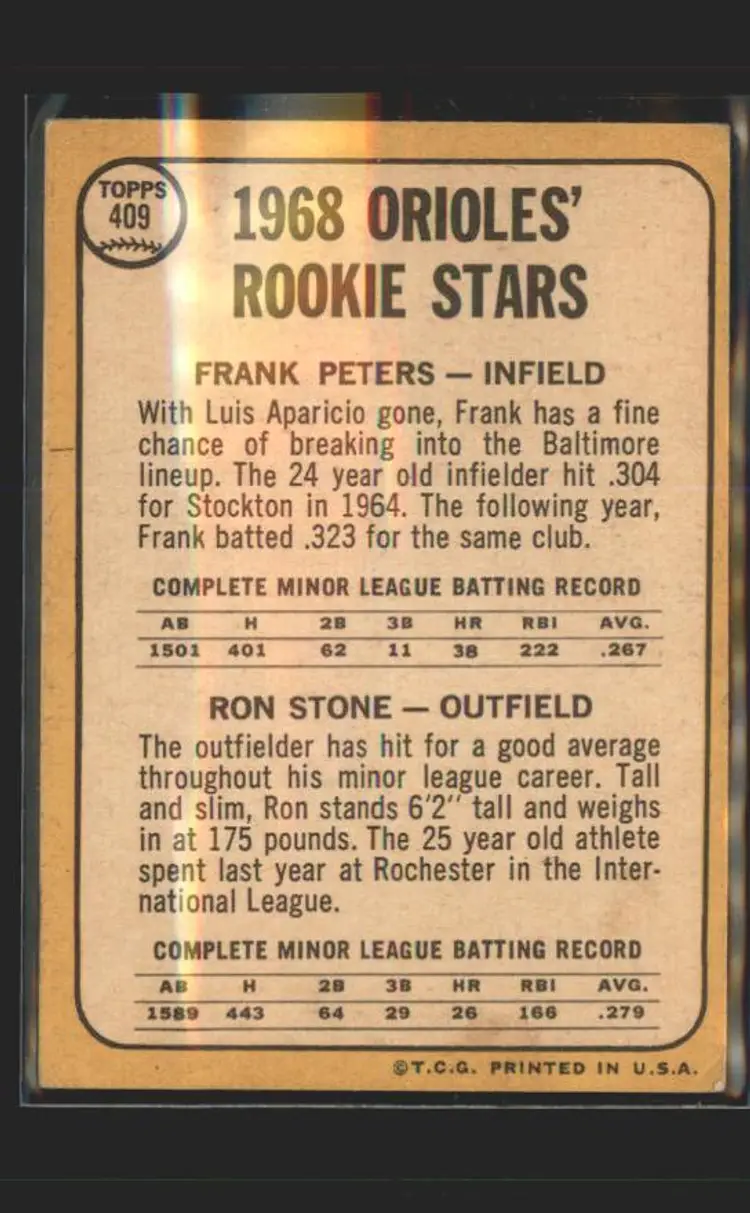 TOPPS
409
1968 ORIOLES'
ROOKIE STARS
FRANK PETERS — INFIELD
With Luis Aparicio gone, Frank has a fine
chance of breaking into the Baltimore
lineup. The 24 year old infielder hit .304
for Stockton in 1964. The following year,
Frank batted .323 for the same club.
COMPLETE MINOR LEAGUE BATTING RECORD
AB H 2B 3B HR RBI AVG.
1501 401 62 11 38 222 .267
RON STONE — OUTFIELD
The outfielder has hit for a good average
throughout his minor league career. Tall
and slim, Ron stands 6'2" tall and weighs
in at 175 pounds. The 25 year old athlete
spent last year at Rochester in the Inter-
national League.
COMPLETE MINOR LEAGUE BATTING RECORD
AB H 2B 3B HR RBI AVG.
1589 443 64 29 26 166 .279
©T.C.G. PRINTED IN U.S.A.